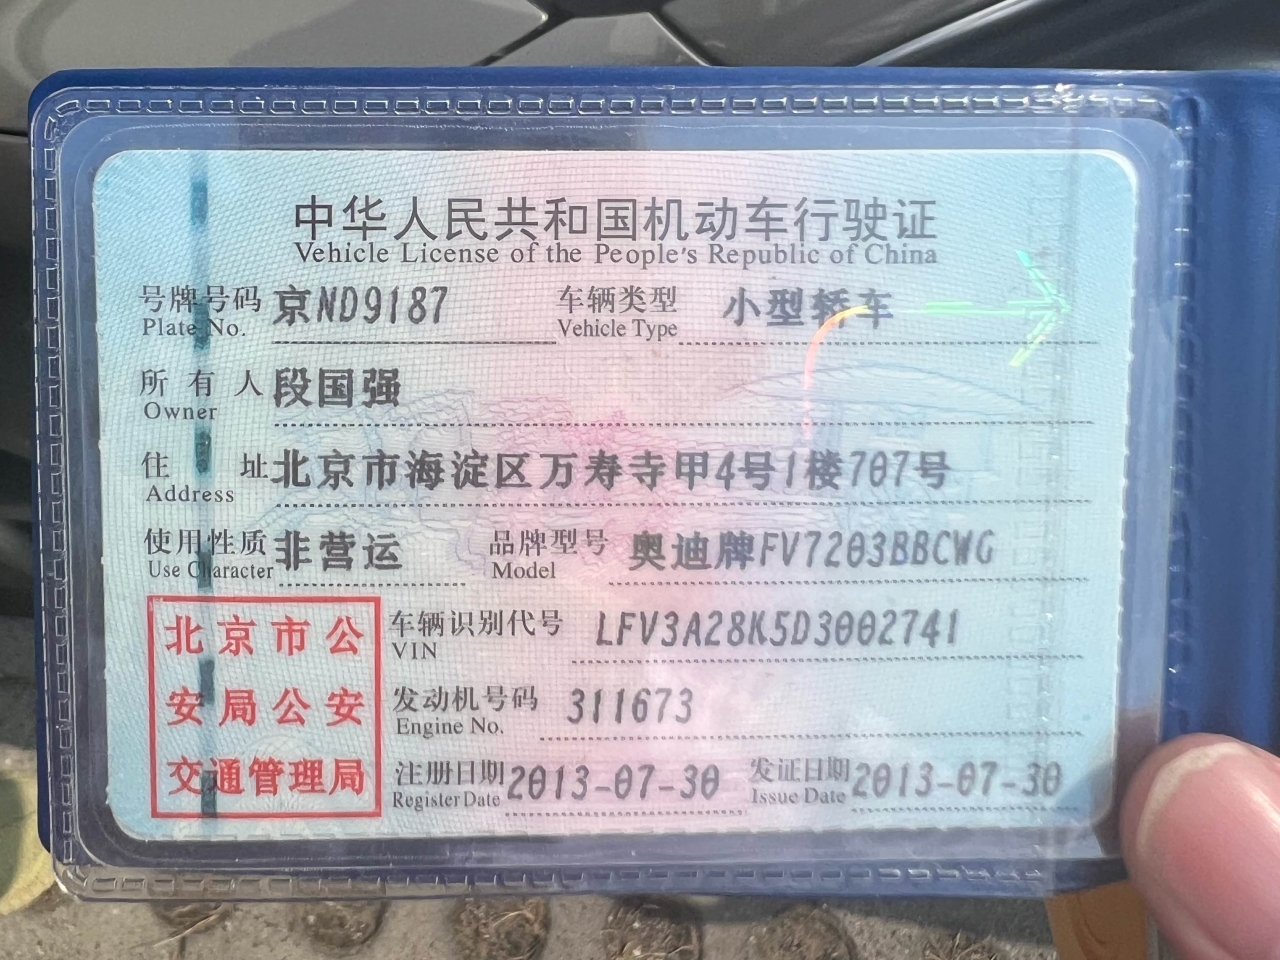 中华人民共和国机动车行驶证
Vehicle License of the People's Republic of China
号牌号码 京ND9187 车辆类型 小型轿车
Plate No. Vehicle Type
所有人 段国强
Owner
住址 北京市海淀区万寿寺甲4号1楼707号
Address
使用性质 非营运 品牌型号 奥迪牌FV7203BBCWG
Use Character Model
北京市公 车辆识别代号 LFV3A28K5D3002741
VIN
安局公安 发动机号码 311673
Engine No.
交通管理局 注册日期 2013-07-30 发证日期 2013-07-30
Register Date Issue Date